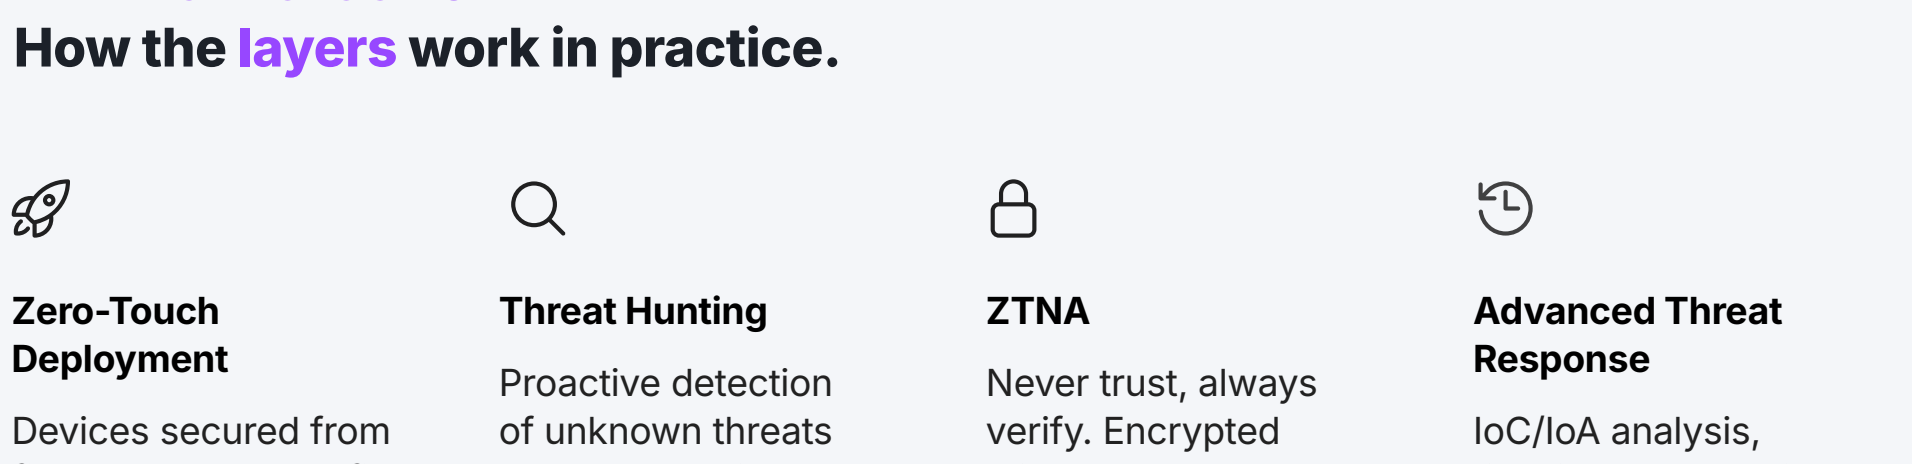 How the layers work in practice.
Zero-Touch
Deployment
Devices secured from
Threat Hunting
Proactive detection
of unknown threats
ZTNA
Never trust, always
verify. Encrypted
Advanced Threat
Response
IoC/IoA analysis,